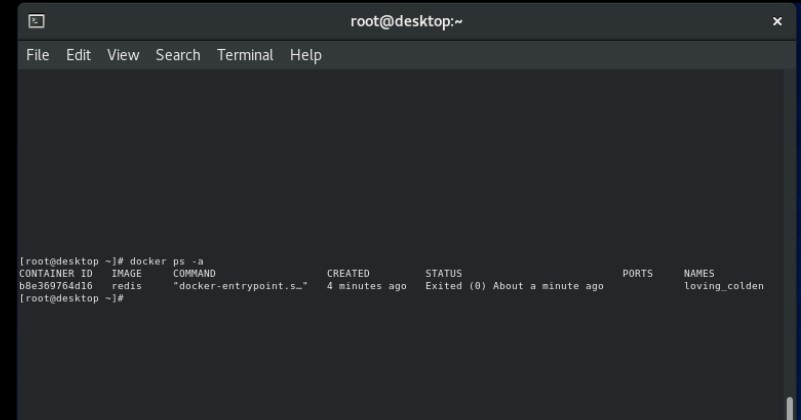 root@desktop:~
File Edit View Search Terminal Help
[root@desktop ~]# docker ps -a
CONTAINER ID IMAGE COMMAND CREATED STATUS PORTS NAMES
b8e369764d16 redis "docker-entrypoint.s…" 4 minutes ago Exited (0) About a minute ago loving_colden
[root@desktop ~]#